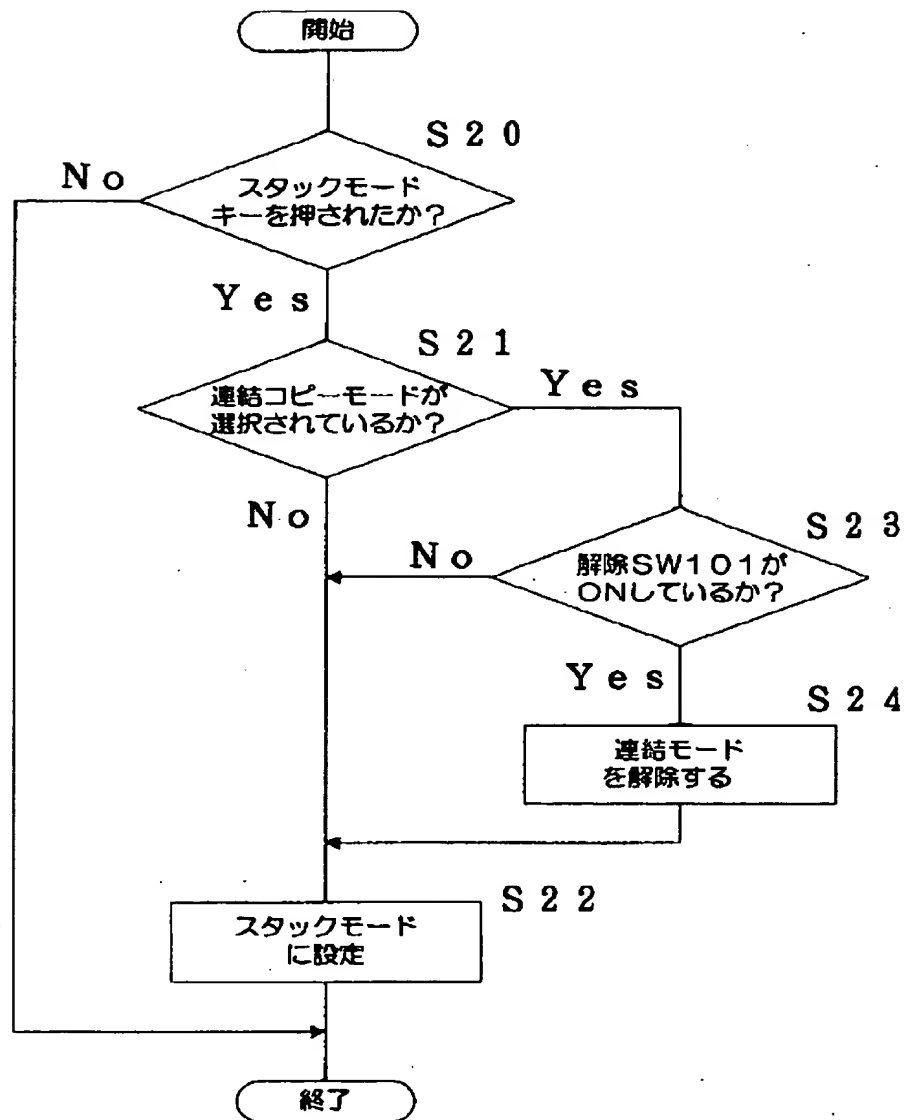 開始
S20
No
スタックモード
キーを押されたか?
Yes
S21
連結コピーモードが
選択されているか?
Yes
No
S23
No
解除SW101が
ONしているか?
Yes
S24
連結モード
を解除する
S22
スタックモード
に設定
終了